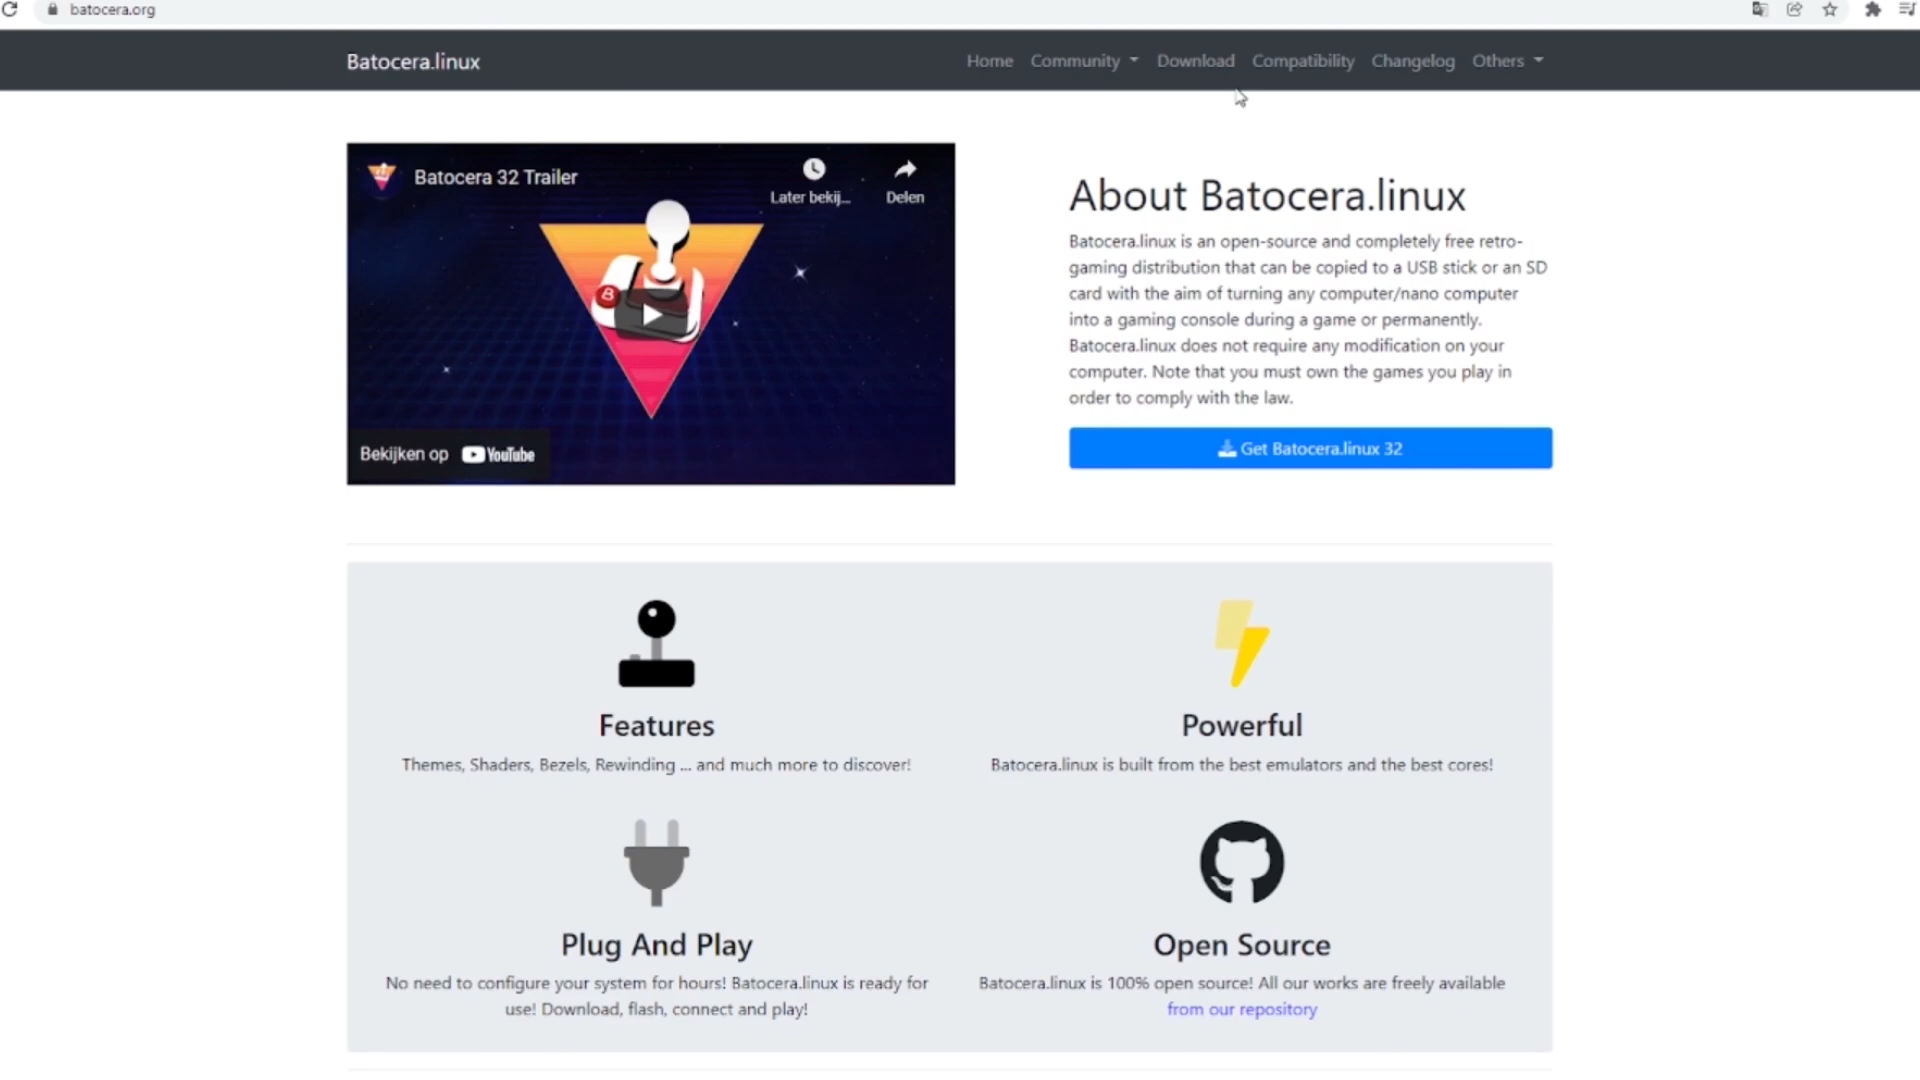 batocera.org
Batocera.linux
Home Community Download Compatibility Changelog Others
Batocera 32 Trailer
Later bekij...
Delen
8
Bekijken op YouTube
About Batocera.linux
Batocera.linux is an open-source and completely free retro-
gaming distribution that can be copied to a USB stick or an SD
card with the aim of turning any computer/nano computer
into a gaming console during a game or permanently.
Batocera.linux does not require any modification on your
computer. Note that you must own the games you play in
order to comply with the law.
Get Batocera.linux 32
Features
Themes, Shaders, Bezels, Rewinding ... and much more to discover!
Powerful
Batocera.linux is built from the best emulators and the best cores!
Plug And Play
No need to configure your system for hours! Batocera.linux is ready for
use! Download, flash, connect and play!
Open Source
Batocera.linux is 100% open source! All our works are freely available
from our repository